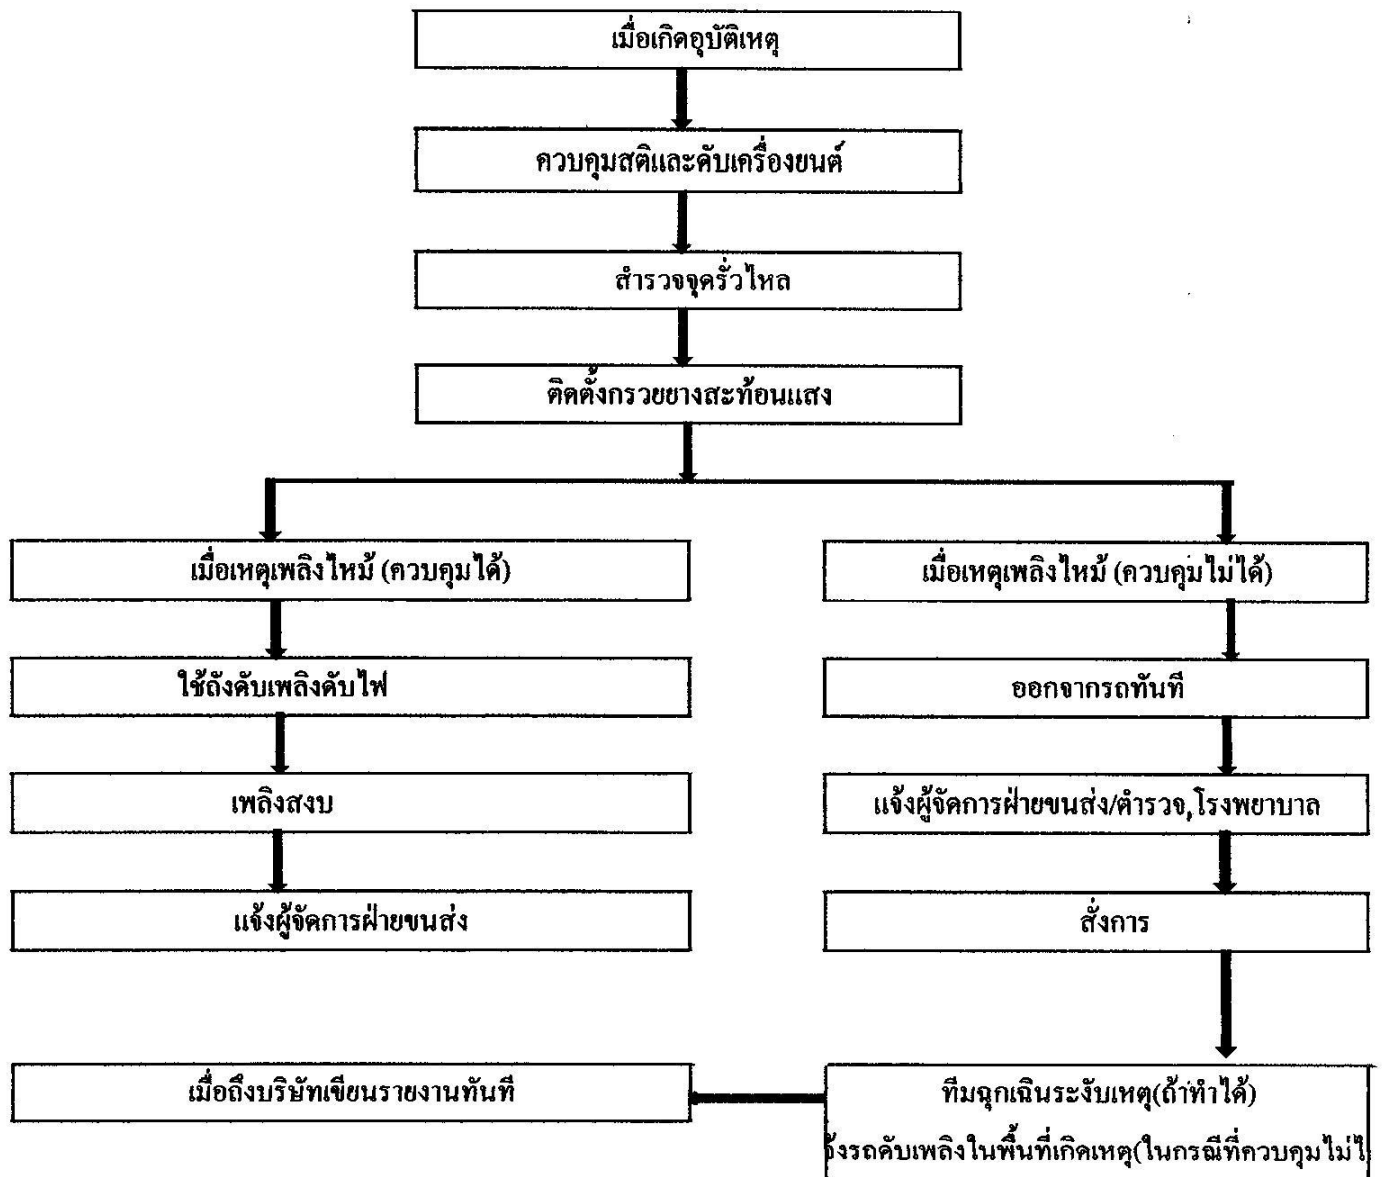 เมื่อเกิดอุบัติเหตุ
ควบคุมสติและดับเครื่องยนต์
สำรวจจุดรั่วไหล
ติดตั้งกรวยยางสะท้อนแสง
เมื่อเหตุเพลิงไหม้ (ควบคุมได้)
ใช้ถังดับเพลิงดับไฟ
เพลิงสงบ
แจ้งผู้จัดการฝ่ายขนส่ง
เมื่อเหตุเพลิงไหม้ (ควบคุมไม่ได้)
ออกจากรถทันที
แจ้งผู้จัดการฝ่ายขนส่ง/ตำรวจ,โรงพยาบาล
สั่งการ
ทีมฉุกเฉินระงับเหตุ(ถ้าทำได้)
รถดับเพลิงในพื้นที่เกิดเหตุ(ในกรณีที่ควบคุมไม่
เมื่อถึงบริษัทเขียนรายงานทันที